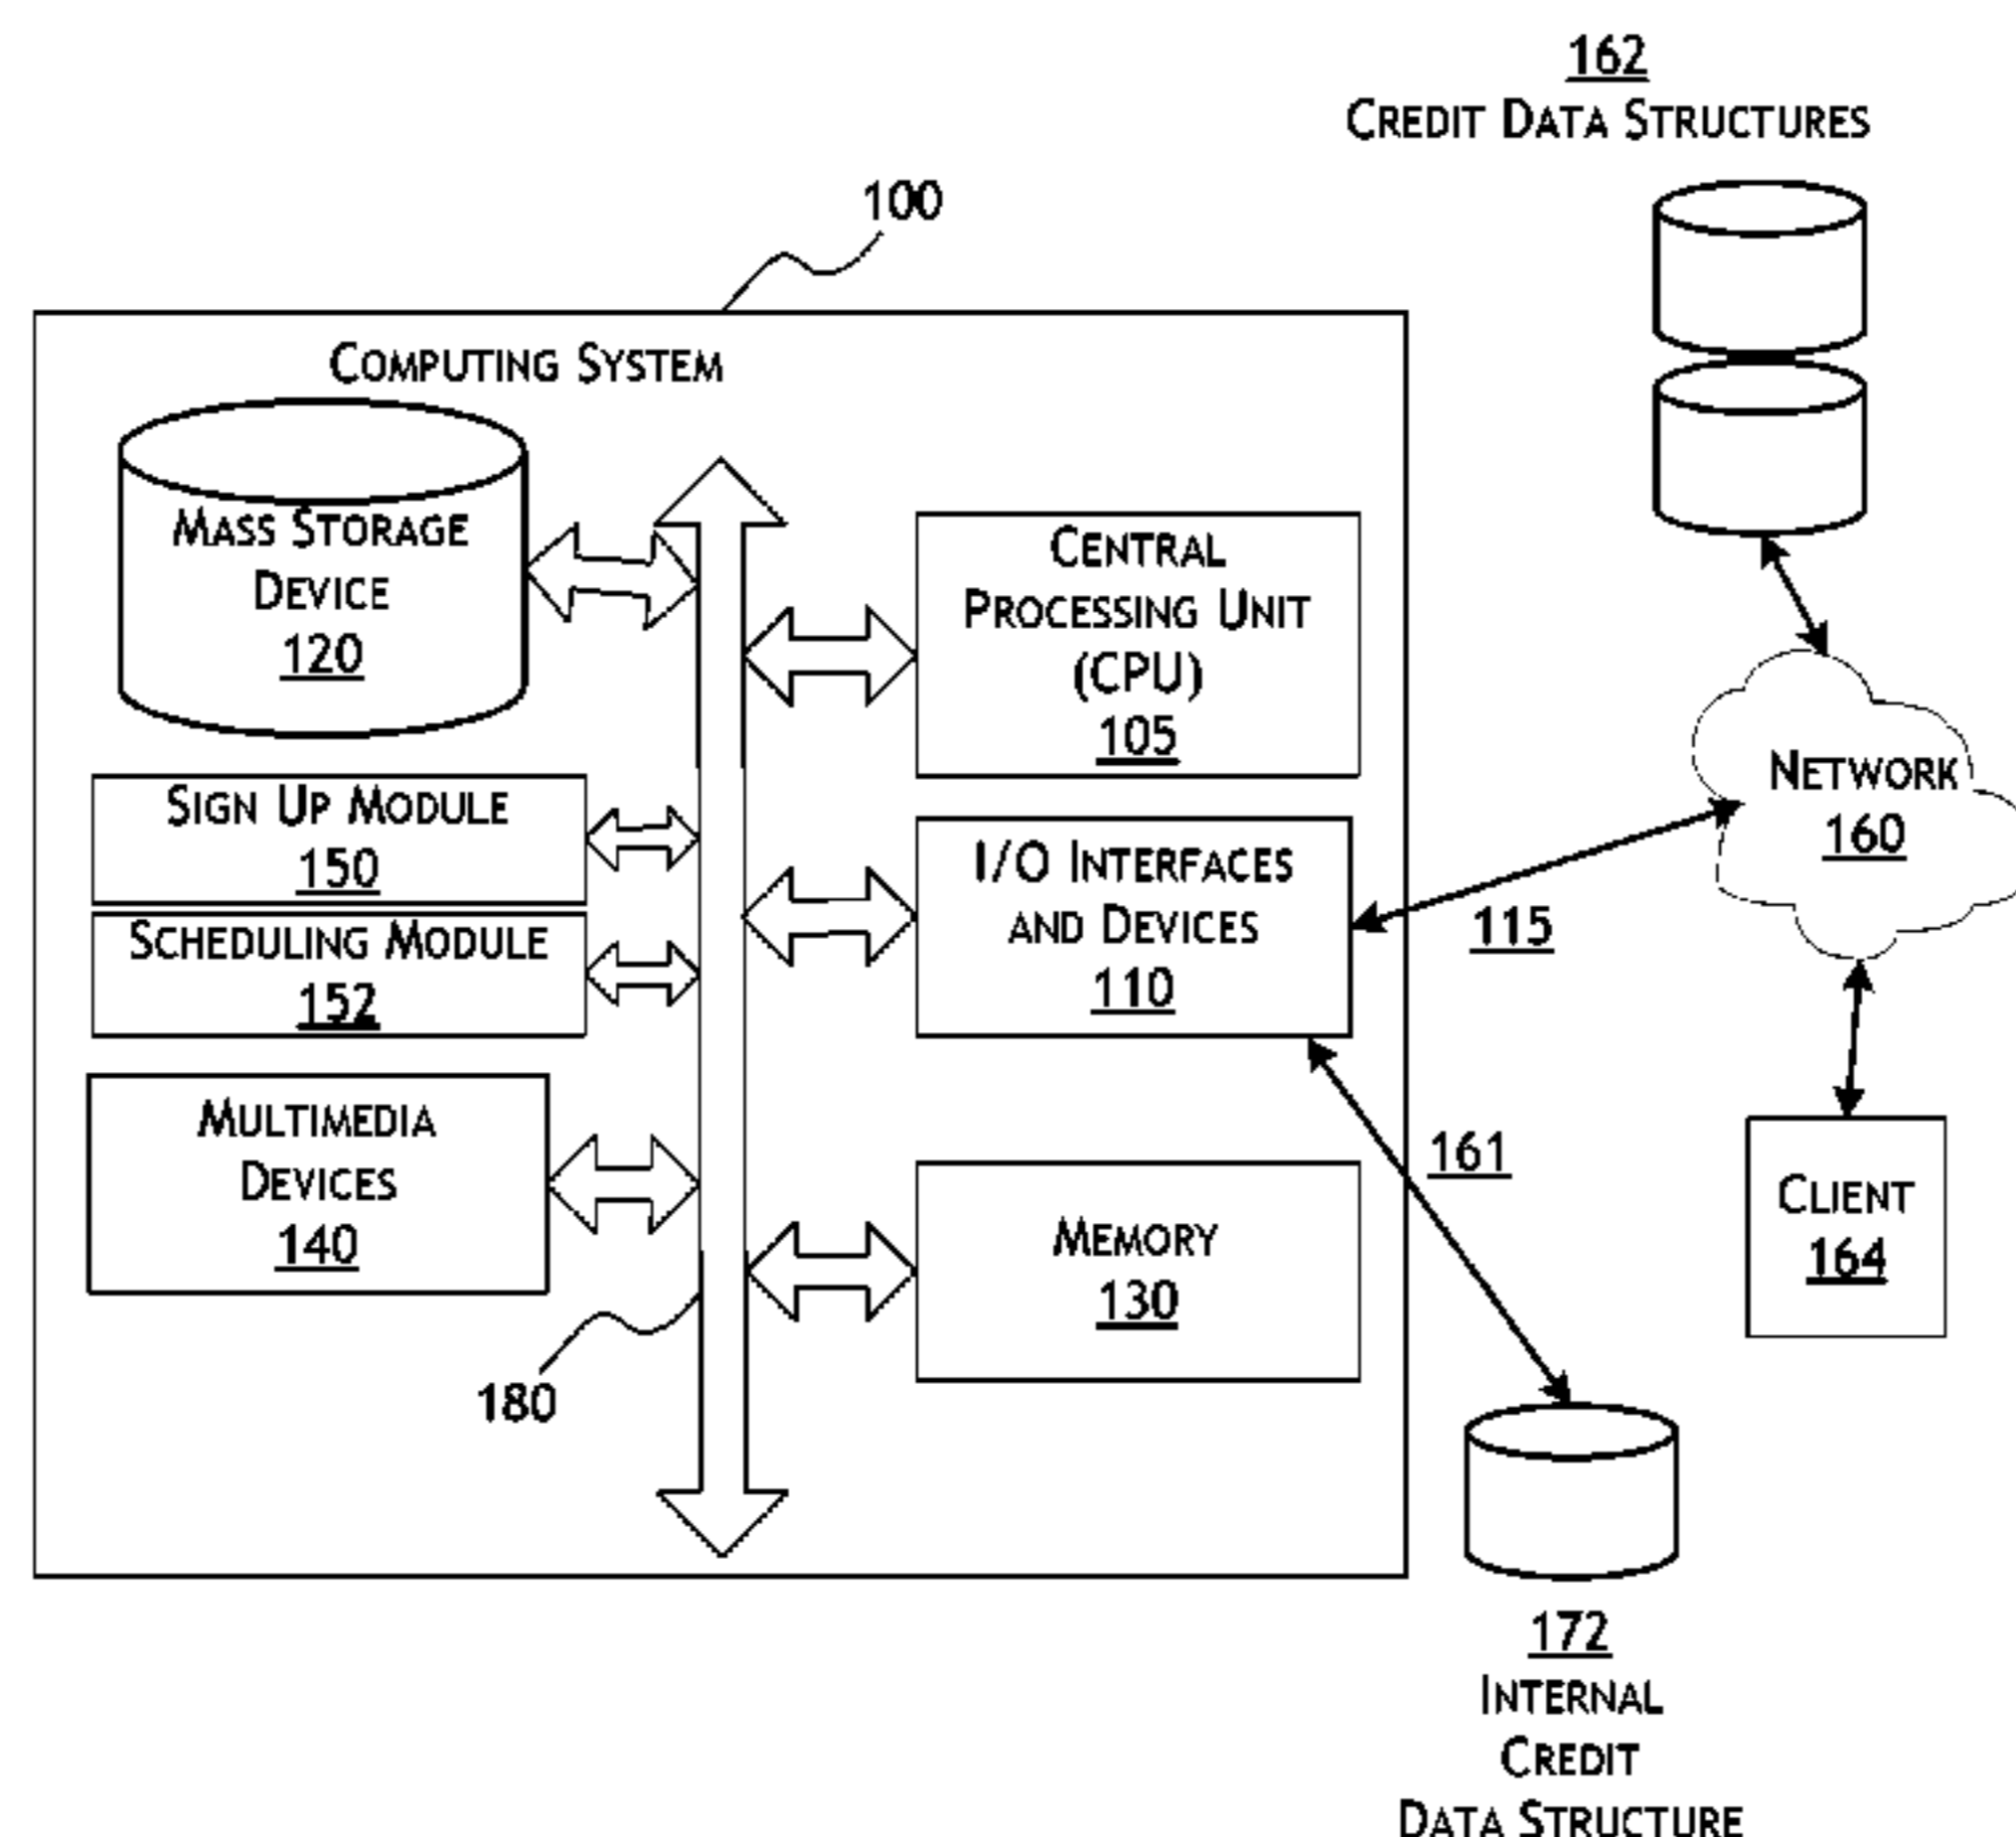 162
CREDIT DATA STRUCTURES
100
COMPUTING SYSTEM
MASS STORAGE
DEVICE
120
CENTRAL
PROCESSING UNIT
(CPU)
105
SIGN UP MODULE
150
SCHEDULING MODULE
152
I/O INTERFACES
AND DEVICES
110
NETWORK
160
115
MULTIMEDIA
DEVICES
140
MEMORY
130
161
CLIENT
164
180
172
INTERNAL
CREDIT
DATA STRUCTURE